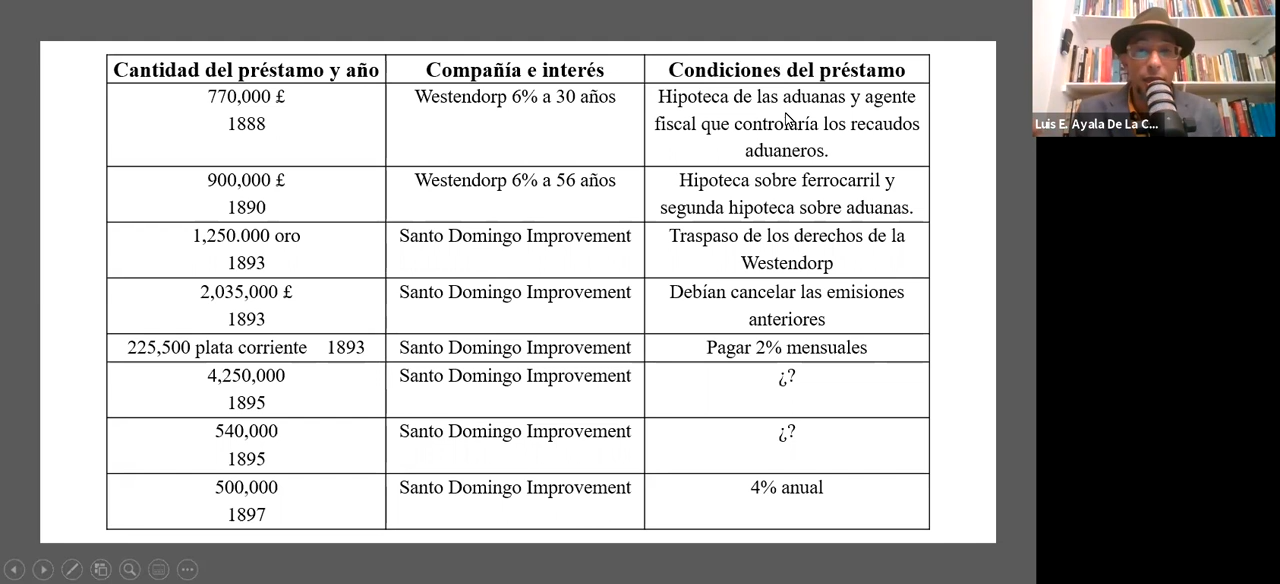 Cantidad del préstamo y año
Compañía e interés
Condiciones del préstamo
770,000 £
1888
Westendorp 6% a 30 años
Hipoteca de las aduanas y agente
fiscal que controlaría los recaudos
aduaneros.
900,000 £
1890
Westendorp 6% a 56 años
Hipoteca sobre ferrocarril y
segunda hipoteca sobre aduanas.
1,250.000 oro
1893
Santo Domingo Improvement
Traspaso de los derechos de la
Westendorp
2,035,000 £
1893
Santo Domingo Improvement
Debían cancelar las emisiones
anteriores
225,500 plata corriente 1893
Santo Domingo Improvement
Pagar 2% mensuales
4,250,000
1895
Santo Domingo Improvement
¿?
540,000
1895
Santo Domingo Improvement
¿?
500,000
1897
Santo Domingo Improvement
4% anual
Luis E. Ayala De La C...